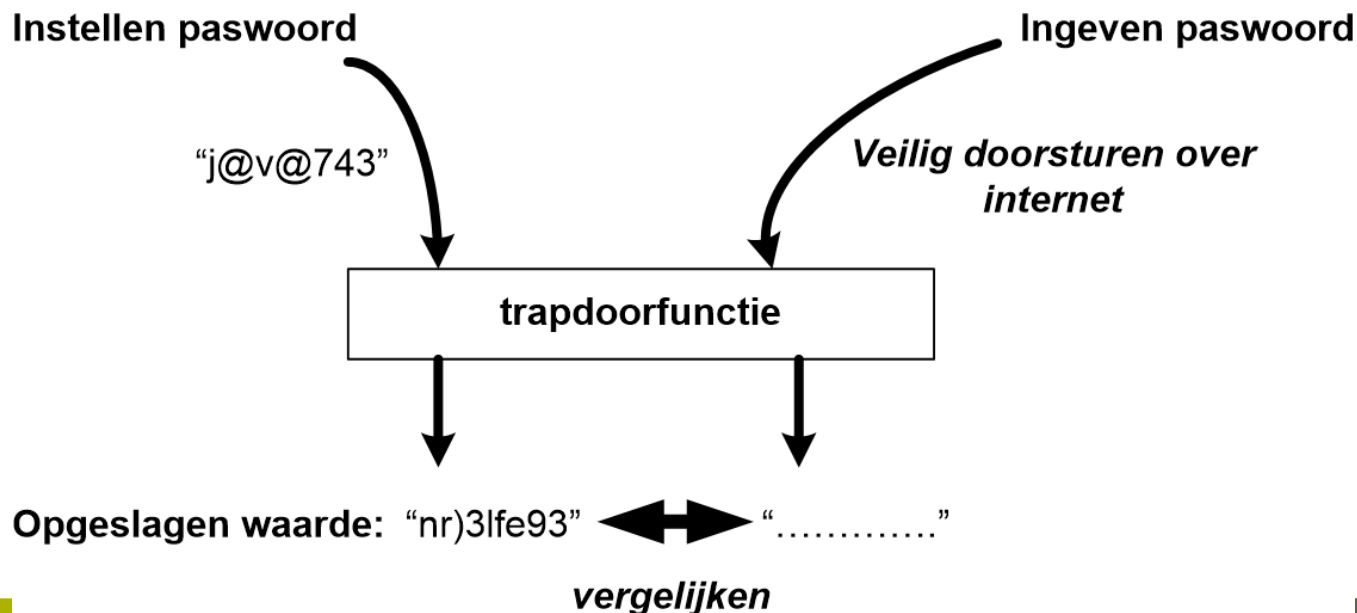 Instellen paswoord
Ingeven paswoord
“j@v@743”
Veilig doorsturen over
internet
trapdoorfunctie
Opgeslagen waarde: “nr)3lfe93” “………….”
vergelijken